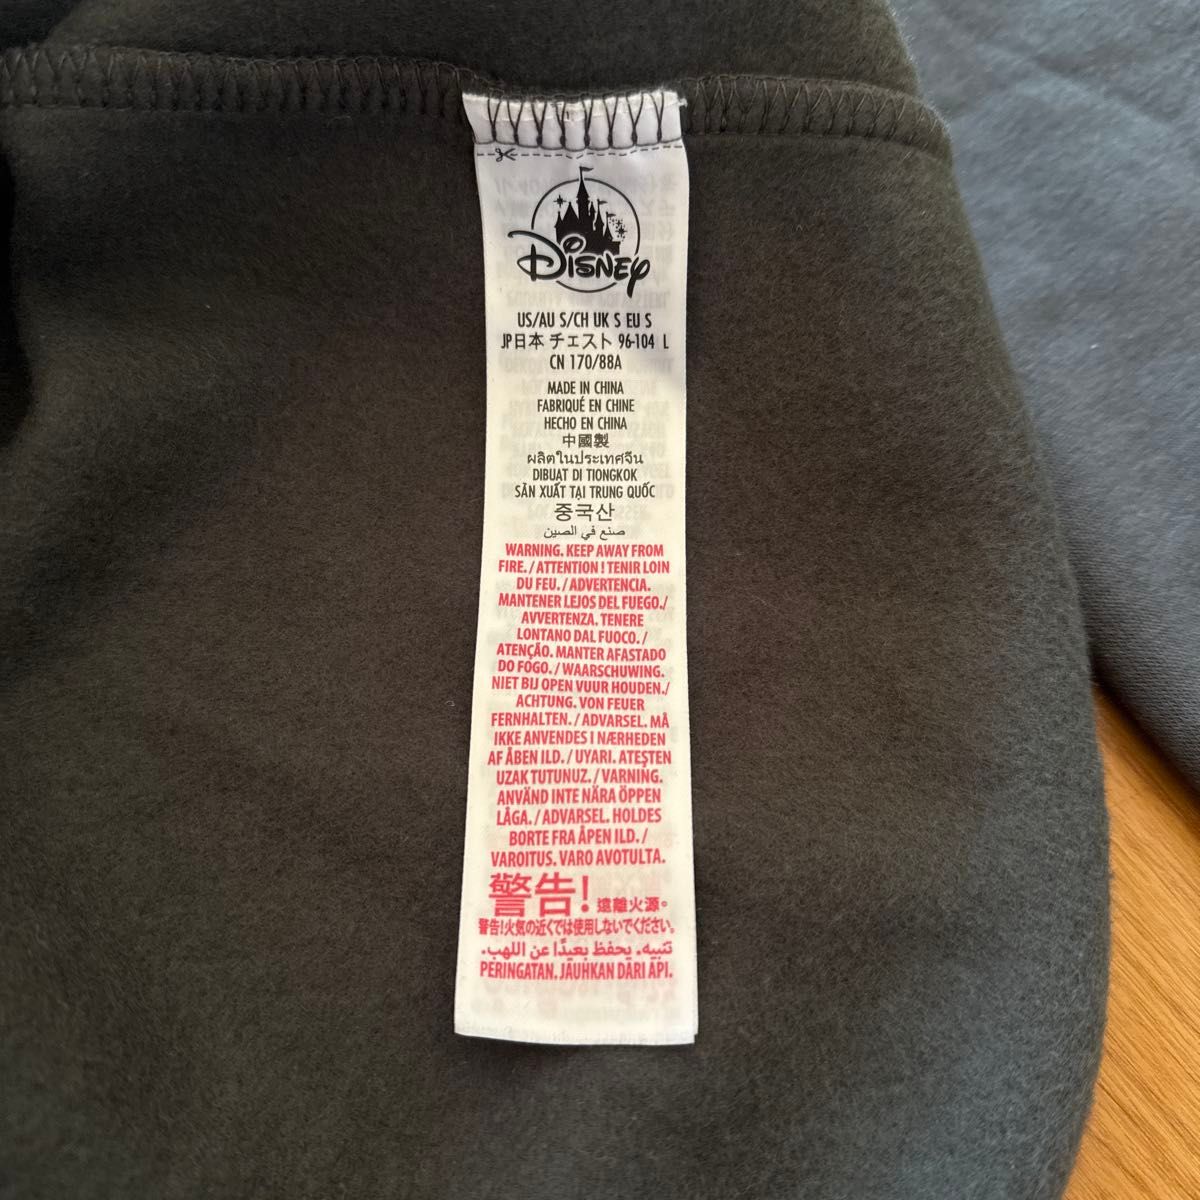 DISNEY
US/AU S/CH UK S EU S
JP日本 チェスト 96-104 L
CN 170/88A
MADE IN CHINA
FABRIQUÉ EN CHINE
HECHO EN CHINA
中國製
ผลิตในประเทศจีน
DIBUAT DI TIONGKOK
SẢN XUẤT TẠI TRUNG QUỐC
중국산
صنع في الصين
WARNING. KEEP AWAY FROM
FIRE. / ATTENTION ! TENIR LOIN
DU FEU. / ADVERTENCIA.
MANTENER LEJOS DEL FUEGO./
AVVERTENZA. TENERE
LONTANO DAL FUOCO. /
ATENÇÃO. MANTER AFASTADO
DO FOGO. / WAARSCHUWING.
NIET BIJ OPEN VUUR HOUDEN./
ACHTUNG. VON FEUER
FERNHALTEN. / ADVARSEL. MÅ
IKKE ANVENDES I NÆRHEDEN
AF ÅBEN ILD. / UYARI. ATEŞTEN
UZAK TUTUNUZ. / VARNING.
ANVÄND INTE NÄRA ÖPPEN
LÅGA. / ADVARSEL. HOLDES
BORTE FRA ÅPEN ILD. /
VAROITUS. VARO AVOTULTA.
警告! 遠離火源。
警告!火気の近くでは使用しないでください。
تنبيه. يحفظ بعيدًا عن اللهب.
PERINGATAN. JAUHKAN DARI API.